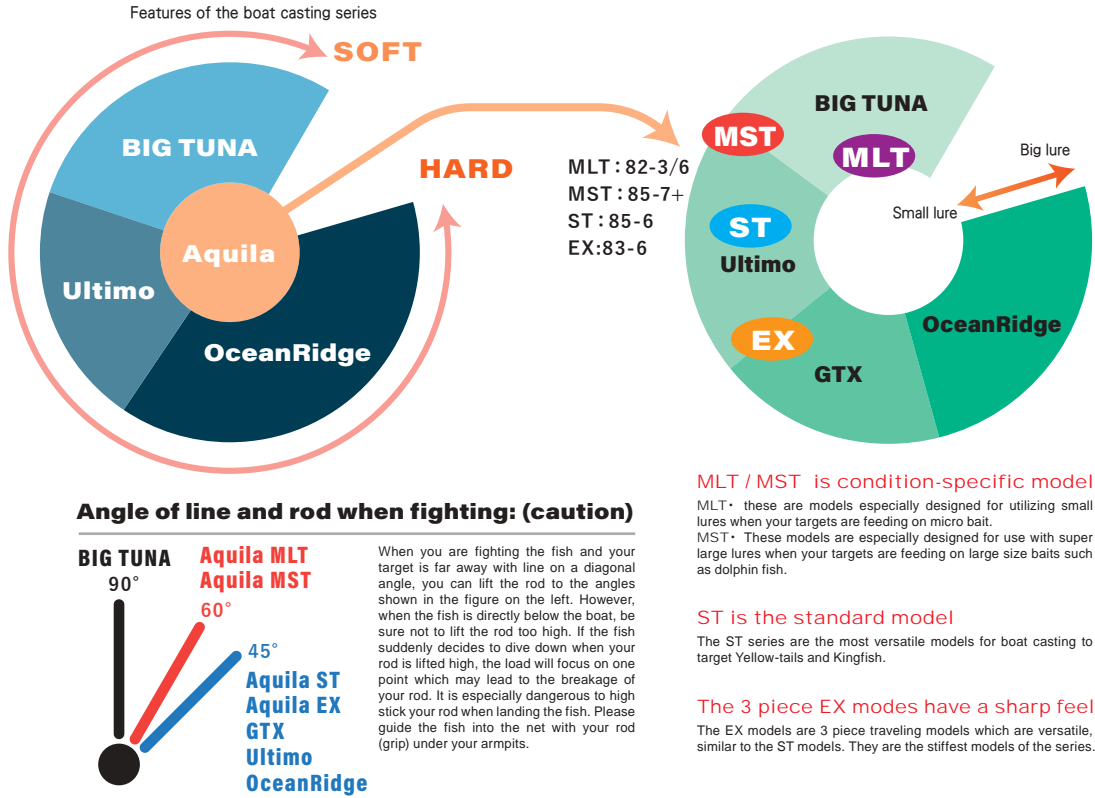 Features of the boat casting series
SOFT
BIG TUNA
HARD
Aquila
Ultimo
OceanRidge
MLT：82-3/6
MST：85-7+
ST：85-6
EX:83-6
BIG TUNA
MST
MLT
Big lure
Small lure
ST
Ultimo
OceanRidge
EX
GTX
Angle of line and rod when fighting: (caution)
BIG TUNA
90°
Aquila MLT
Aquila MST
60°
45°
Aquila ST
Aquila EX
GTX
Ultimo
OceanRidge
When you are fighting the fish and your
target is far away with line on a diagonal
angle, you can lift the rod to the angles
shown in the figure on the left. However,
when the fish is directly below the boat, be
sure not to lift the rod too high. If the fish
suddenly decides to dive down when your
rod is lifted high, the load will focus on one
point which may lead to the breakage of
your rod. It is especially dangerous to high
stick your rod when landing the fish. Please
guide the fish into the net with your rod
(grip) under your armpits.
MLT / MST is condition-specific model
MLT・ these are models especially designed for utilizing small
lures when your targets are feeding on micro bait.
MST・ These models are especially designed for use with super
large lures when your targets are feeding on large size baits such
as dolphin fish.
ST is the standard model
The ST series are the most versatile models for boat casting to
target Yellow-tails and Kingfish.
The 3 piece EX modes have a sharp feel
The EX models are 3 piece traveling models which are versatile,
similar to the ST models. They are the stiffest models of the series.